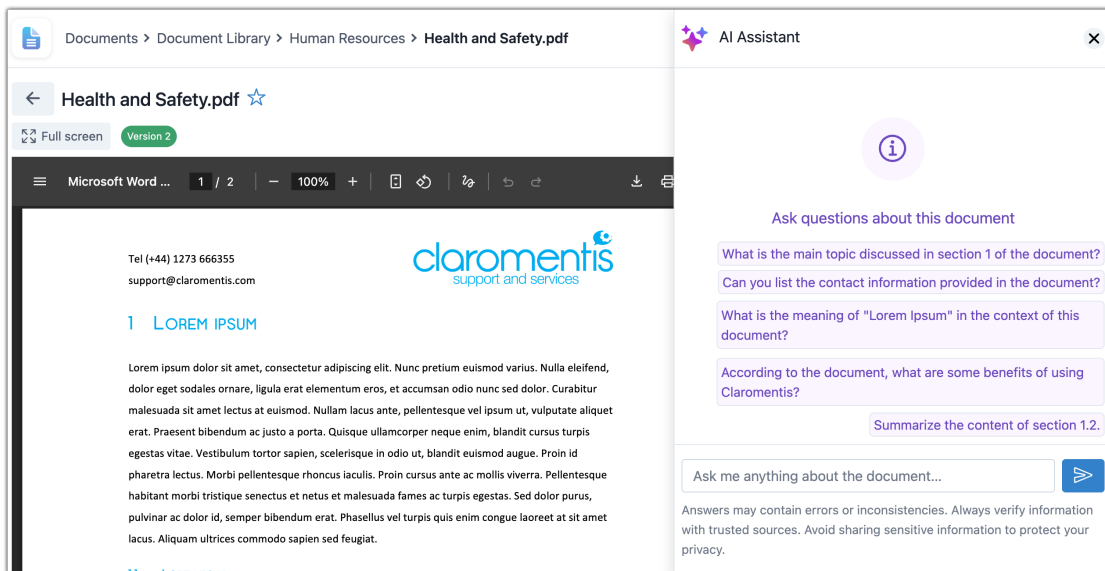 Documents > Document Library > Human Resources > Health and Safety.pdf
Health and Safety.pdf
Full screen
Version 2
Microsoft Word ...
1 / 2
100%
Tel (+44) 1273 666355
support@claromentis.com
claromentis
support and services
1 LOREM IPSUM
Lorem ipsum dolor sit amet, consectetur adipiscing elit. Nunc pretium euismod varius. Nulla eleifend,
dolor eget sodales ornare, ligula erat elementum eros, et accumsan odio nunc sed dolor. Curabitur
malesuada sit amet lectus at euismod. Nullam lacus ante, pellentesque vel ipsum ut, vulputate aliquet
erat. Praesent bibendum ac justo a porta. Quisque ullamcorper neque enim, blandit cursus turpis
egestas vitae. Vestibulum tortor sapien, scelerisque in odio ut, blandit euismod augue. Proin id
pharetra lectus. Morbi pellentesque rhoncus iaculis. Proin cursus ante ac mollis viverra. Pellentesque
habitant morbi tristique senectus et netus et malesuada fames ac turpis egestas. Sed dolor purus,
pulvinar ac dolor id, semper bibendum erat. Phasellus vel turpis quis enim congue laoreet at sit amet
lacus. Aliquam ultrices commodo sapien sed feugiat.
AI Assistant
Ask questions about this document
What is the main topic discussed in section 1 of the document?
Can you list the contact information provided in the document?
What is the meaning of "Lorem Ipsum" in the context of this
document?
According to the document, what are some benefits of using
Claromentis?
Summarize the content of section 1.2.
Ask me anything about the document...
Answers may contain errors or inconsistencies. Always verify information
with trusted sources. Avoid sharing sensitive information to protect your
privacy.